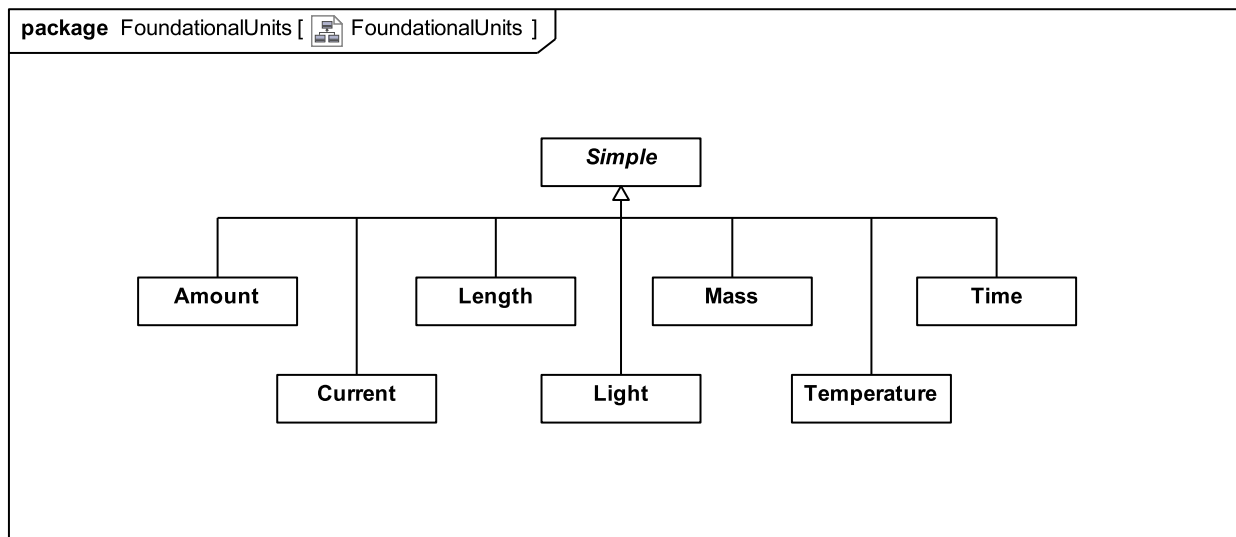 package FoundationalUnits [ FoundationalUnits ]
Simple
Amount Length Mass Time
Current Light Temperature